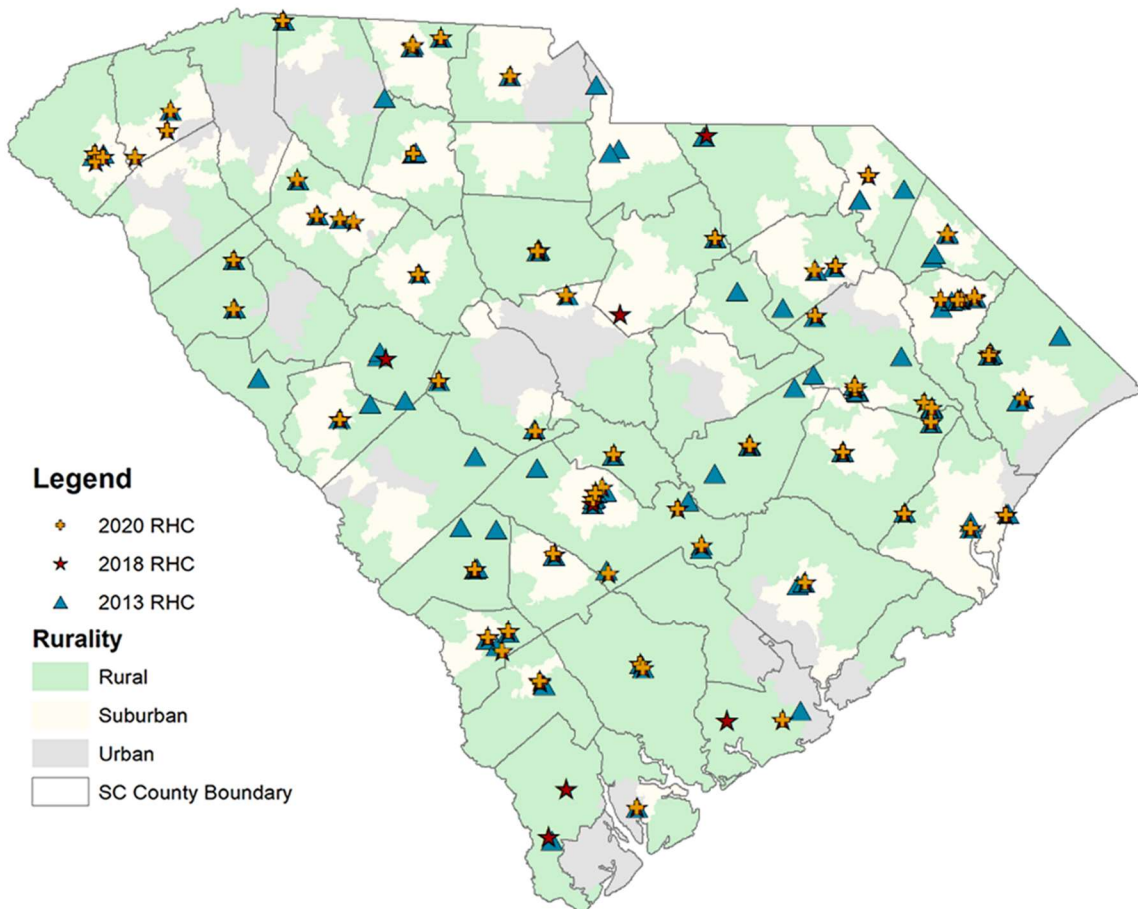 Legend
2020 RHC
2018 RHC
2013 RHC
Rurality
Rural
Suburban
Urban
SC County Boundary